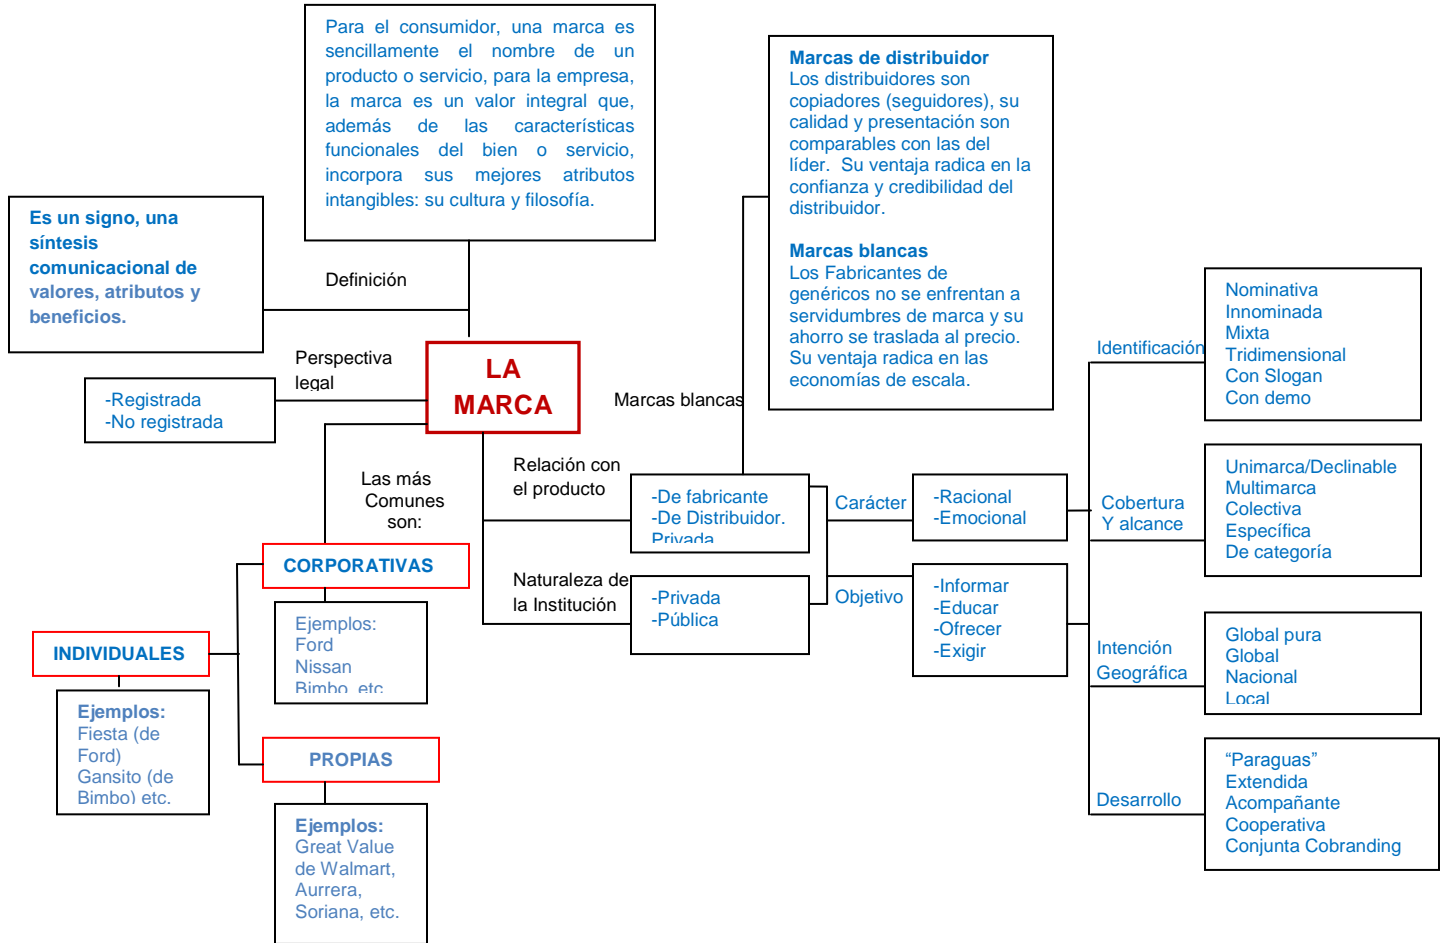 Para el consumidor, una marca es
sencillamente el nombre de un
producto o servicio, para la empresa,
la marca es un valor integral que,
además de las características
funcionales del bien o servicio,
incorpora sus mejores atributos
intangibles: su cultura y filosofía.
Es un signo, una
síntesis
comunicacional de
valores, atributos y
beneficios.
Definición
Perspectiva
legal
-Registrada
-No registrada
LA
MARCA
Marcas de distribuidor
Los distribuidores son
copiadores (seguidores), su
calidad y presentación son
comparables con las del
líder. Su ventaja radica en la
confianza y credibilidad del
distribuidor.
Marcas blancas
Los Fabricantes de
genéricos no se enfrentan a
servidumbres de marca y su
ahorro se traslada al precio.
Su ventaja radica en las
economías de escala.
Marcas blancas
Las más
Comunes
son:
CORPORATIVAS
Ejemplos:
Ford
Nissan
Bimbo, etc
INDIVIDUALES
Ejemplos:
Fiesta (de
Ford)
Gansito (de
Bimbo) etc.
PROPIAS
Ejemplos:
Great Value
de Walmart,
Aurrera,
Soriana, etc.
Relación con
el producto
-De fabricante
-De Distribuidor.
Privada
Naturaleza de
la Institución
-Privada
-Pública
Carácter
-Racional
-Emocional
Objetivo
-Informar
-Educar
-Ofrecer
-Exigir
Identificación
Nominativa
Innominada
Mixta
Tridimensional
Con Slogan
Con demo
Cobertura
Y alcance
Unimarca/Declinable
Multimarca
Colectiva
Específica
De categoría
Intención
Geográfica
Global pura
Global
Nacional
Local
Desarrollo
“Paraguas”
Extendida
Acompañante
Cooperativa
Conjunta Cobranding